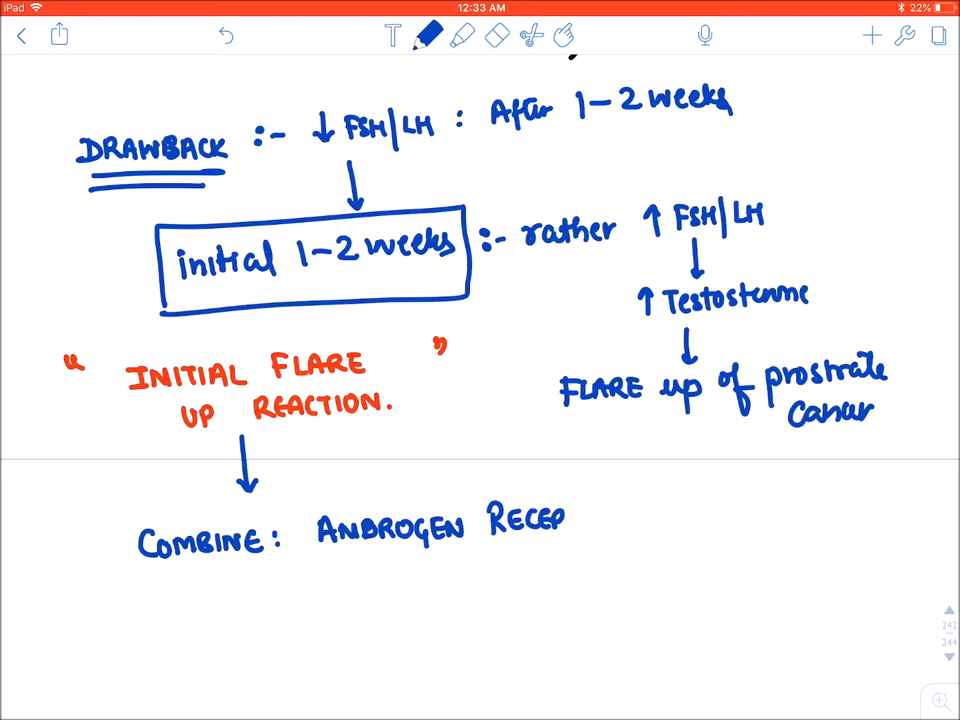 iPad 12:33 AM 22%
T
DRAWBACK :- ↓ FSH/LH : After 1-2 weeks
↓
initial 1-2 weeks :- rather ↑ FSH/LH
↓
↑ Testosterone
↓
FLARE up of prostrate
Cancer
“ INITIAL FLARE ”
UP REACTION.
↓
COMBINE: ANDROGEN RECEP
242
244